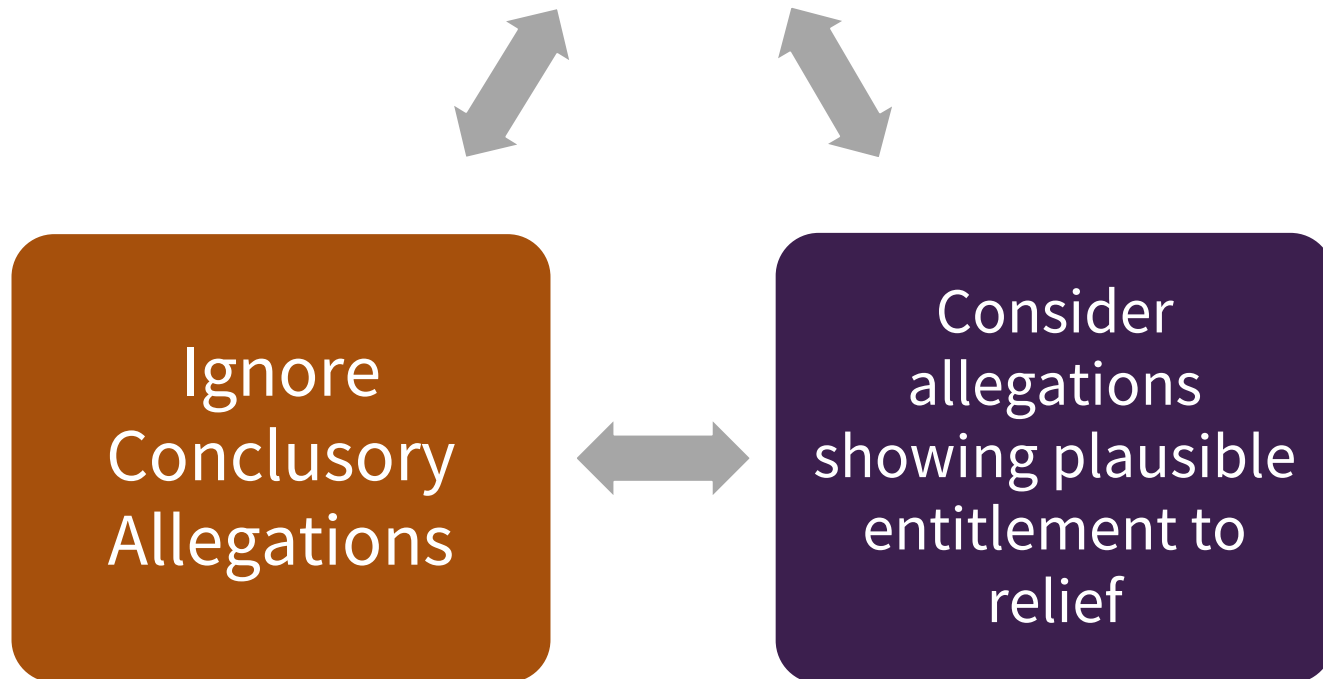 Ignore
Conclusory
Allegations
Consider
allegations
showing plausible
entitlement to
relief